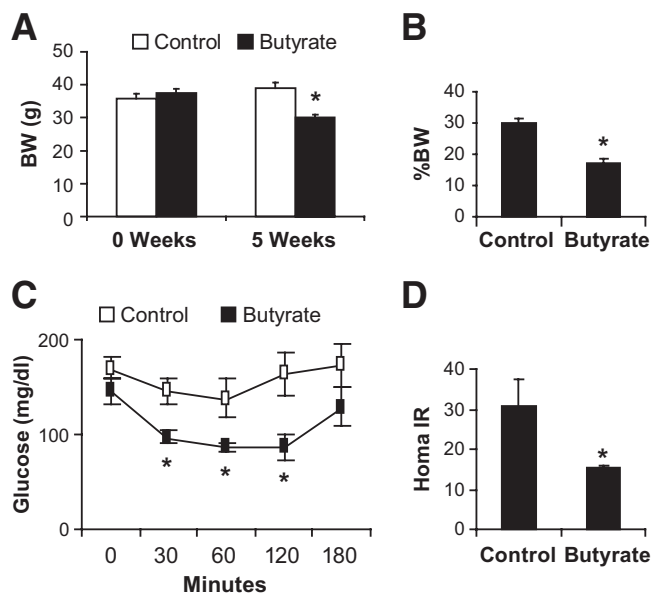 A
Control Butyrate
BW (g)
50
40
30
20
10
0
*
0 Weeks 5 Weeks
B
%BW
40
30
20
10
0
*
Control Butyrate
C
Control Butyrate
Glucose (mg/dl)
200
100
0
* * *
0 30 60 120 180
Minutes
D
Homa IR
40
30
20
10
0
*
Control Butyrate